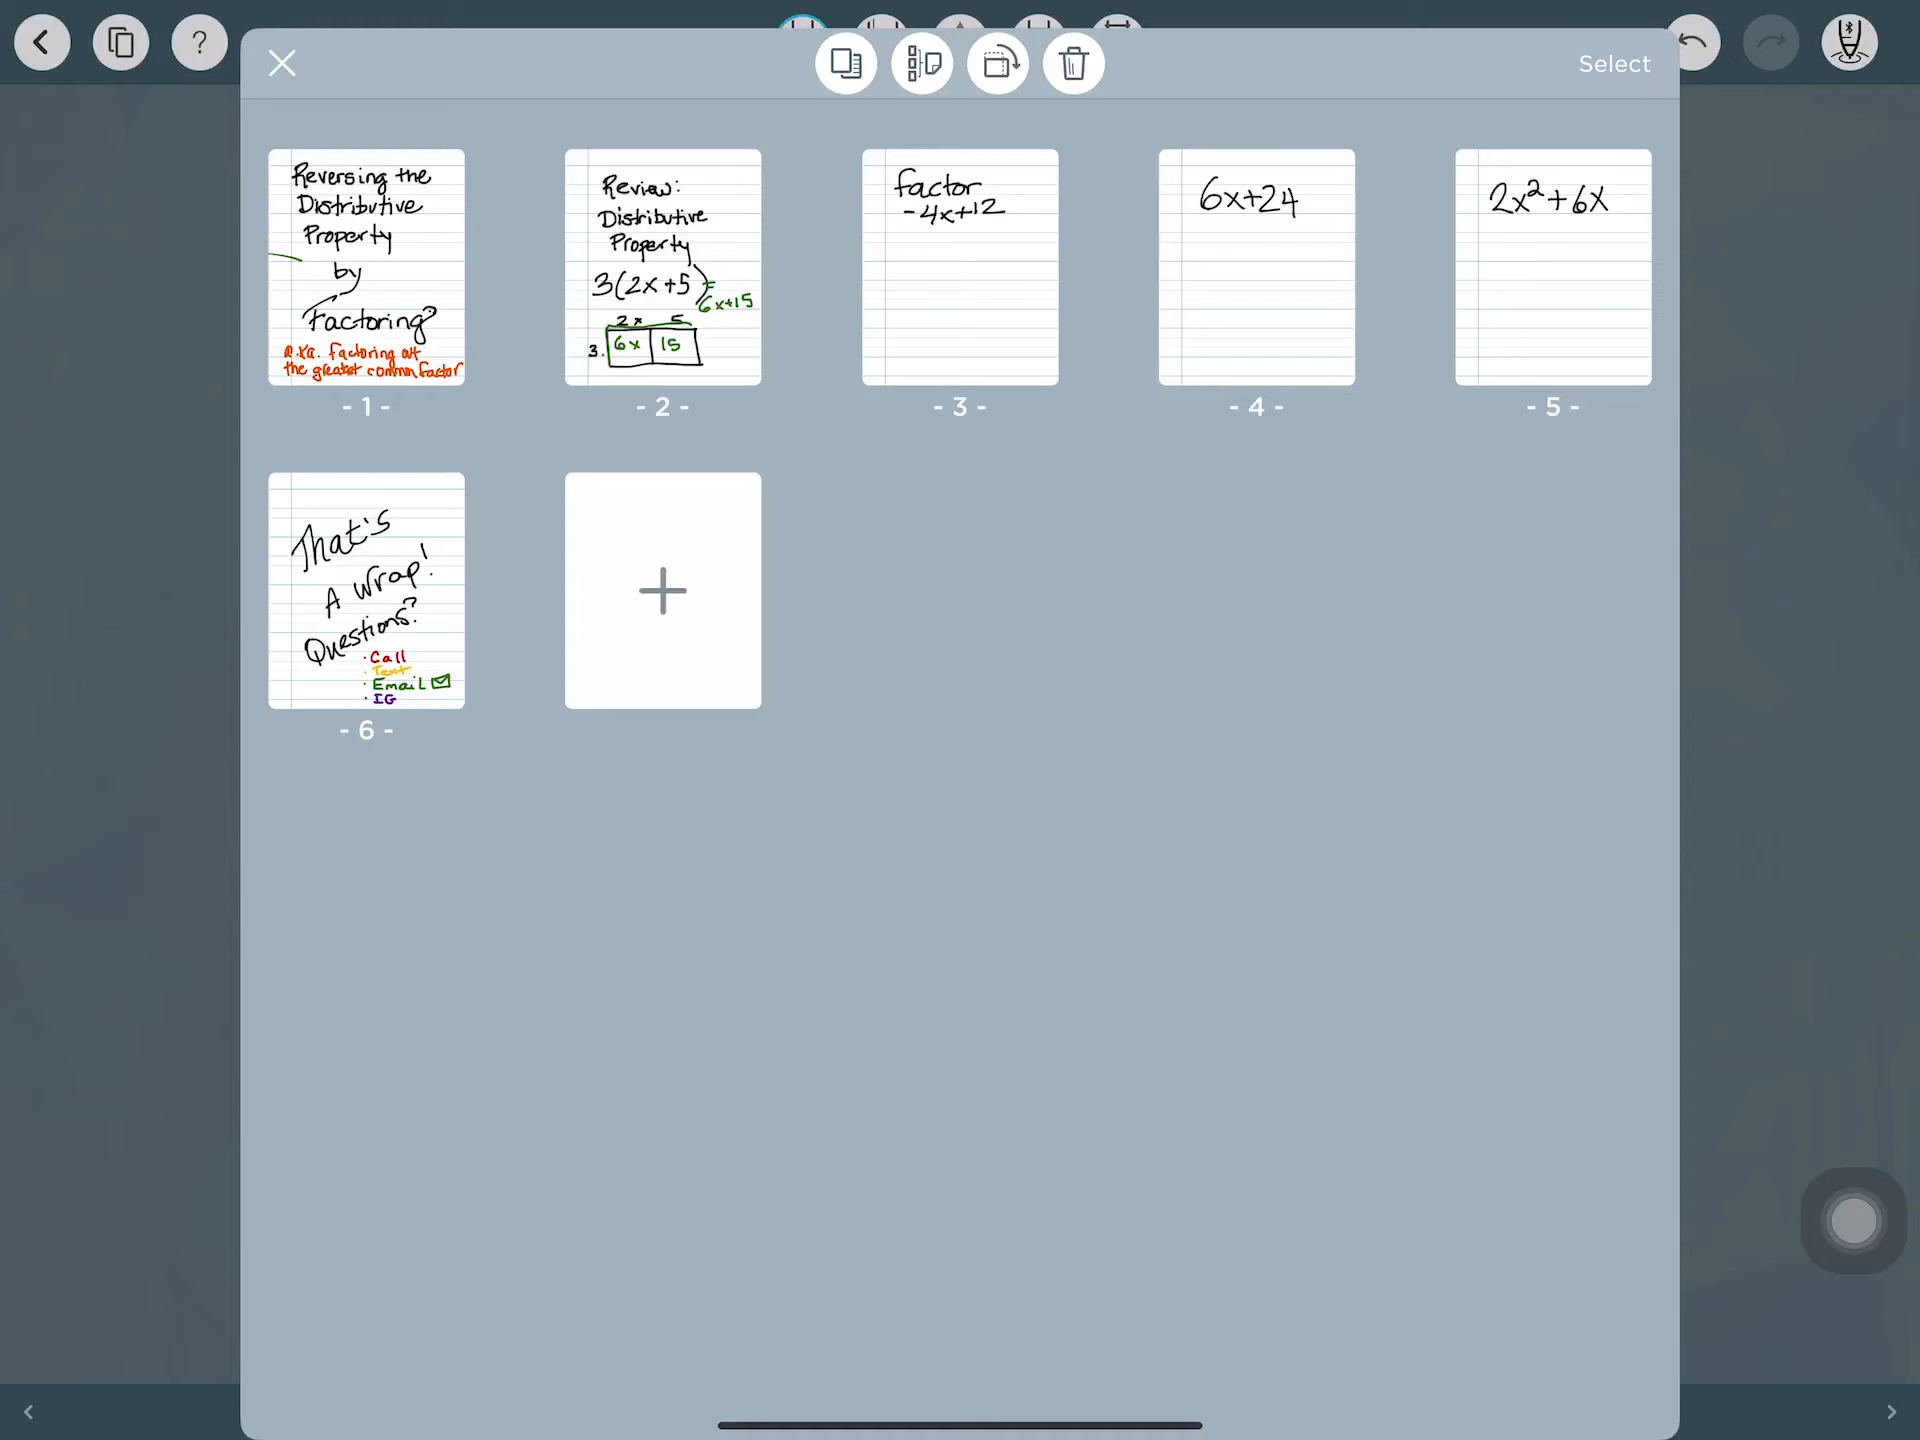 ?
Select
Reversing the
Distributive
Property
by
Factoring?
a.k.a. factoring out
the greatest common factor
- 1 -
Review:
Distributive
Property
3(2x+5)=
6x+15
2x 5
3. 6x 15
- 2 -
factor
-4x+12
- 3 -
6x+24
- 4 -
2x²+6x
- 5 -
That's
A Wrap!
Questions?
· Call
· Text
· Email
· IG
- 6 -